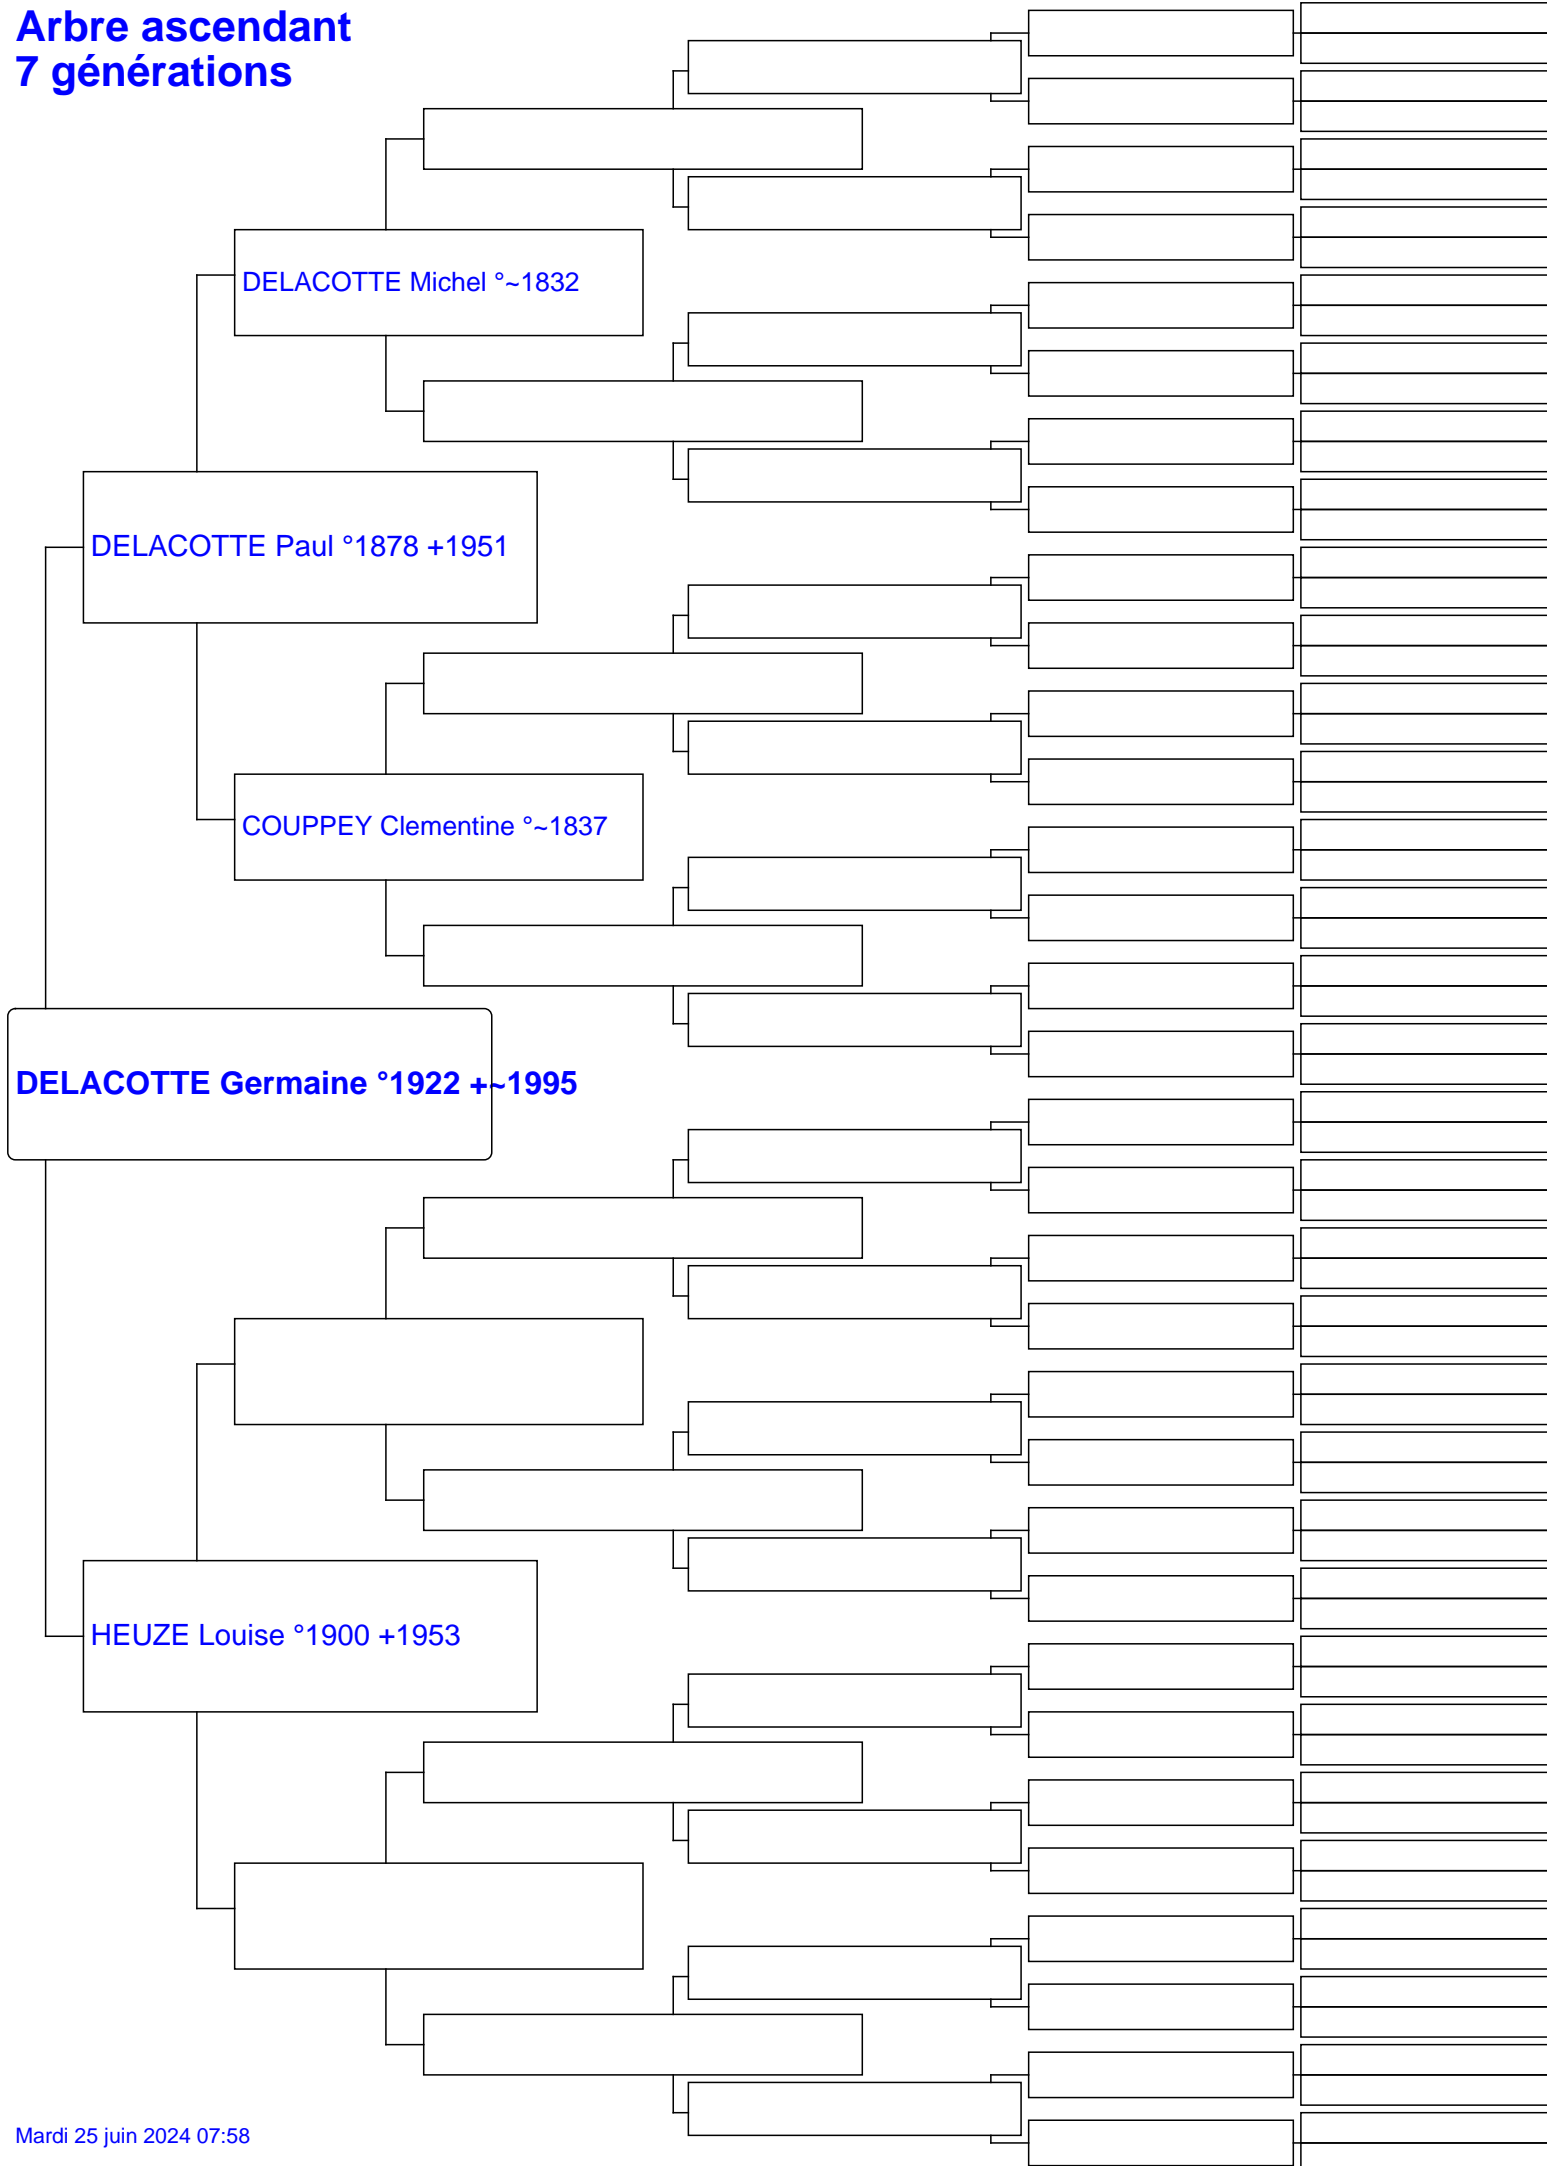 Arbre ascendant
7 générations
DELACOTTE Michel °~1832
DELACOTTE Paul °1878 +1951
COUPPEY Clementine °~1837
DELACOTTE Germaine °1922 +~1995
HEUZE Louise °1900 +1953
Mardi 25 juin 2024 07:58